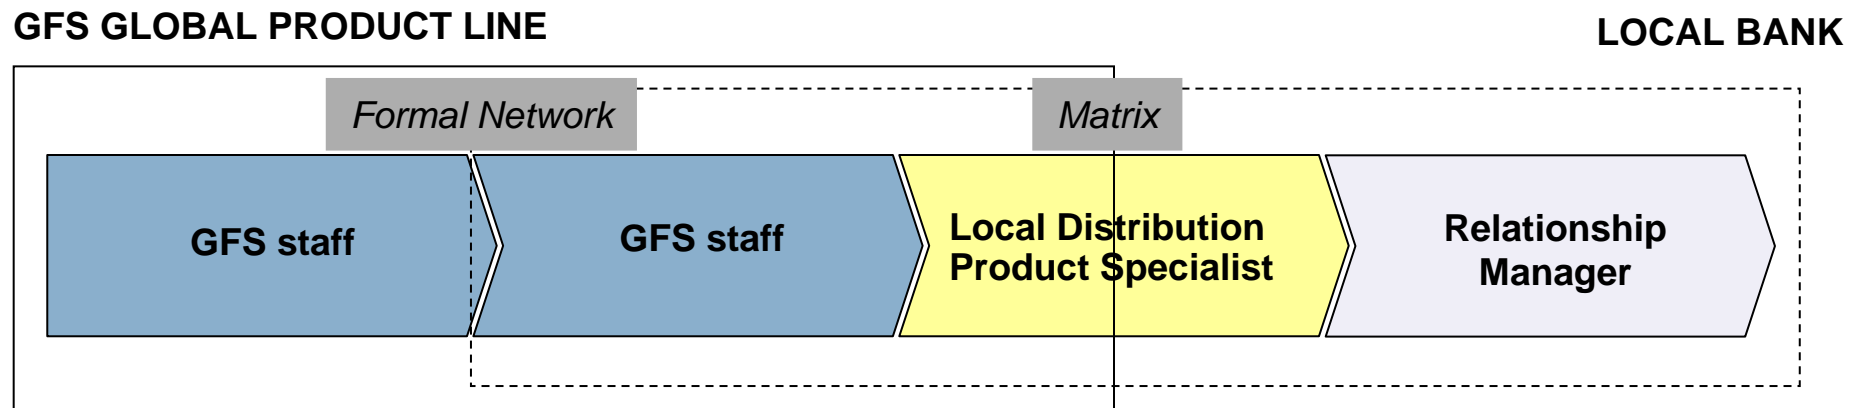 GFS GLOBAL PRODUCT LINE
LOCAL BANK
Formal Network
Matrix
GFS staff
GFS staff
Local Distribution
Product Specialist
Relationship
Manager